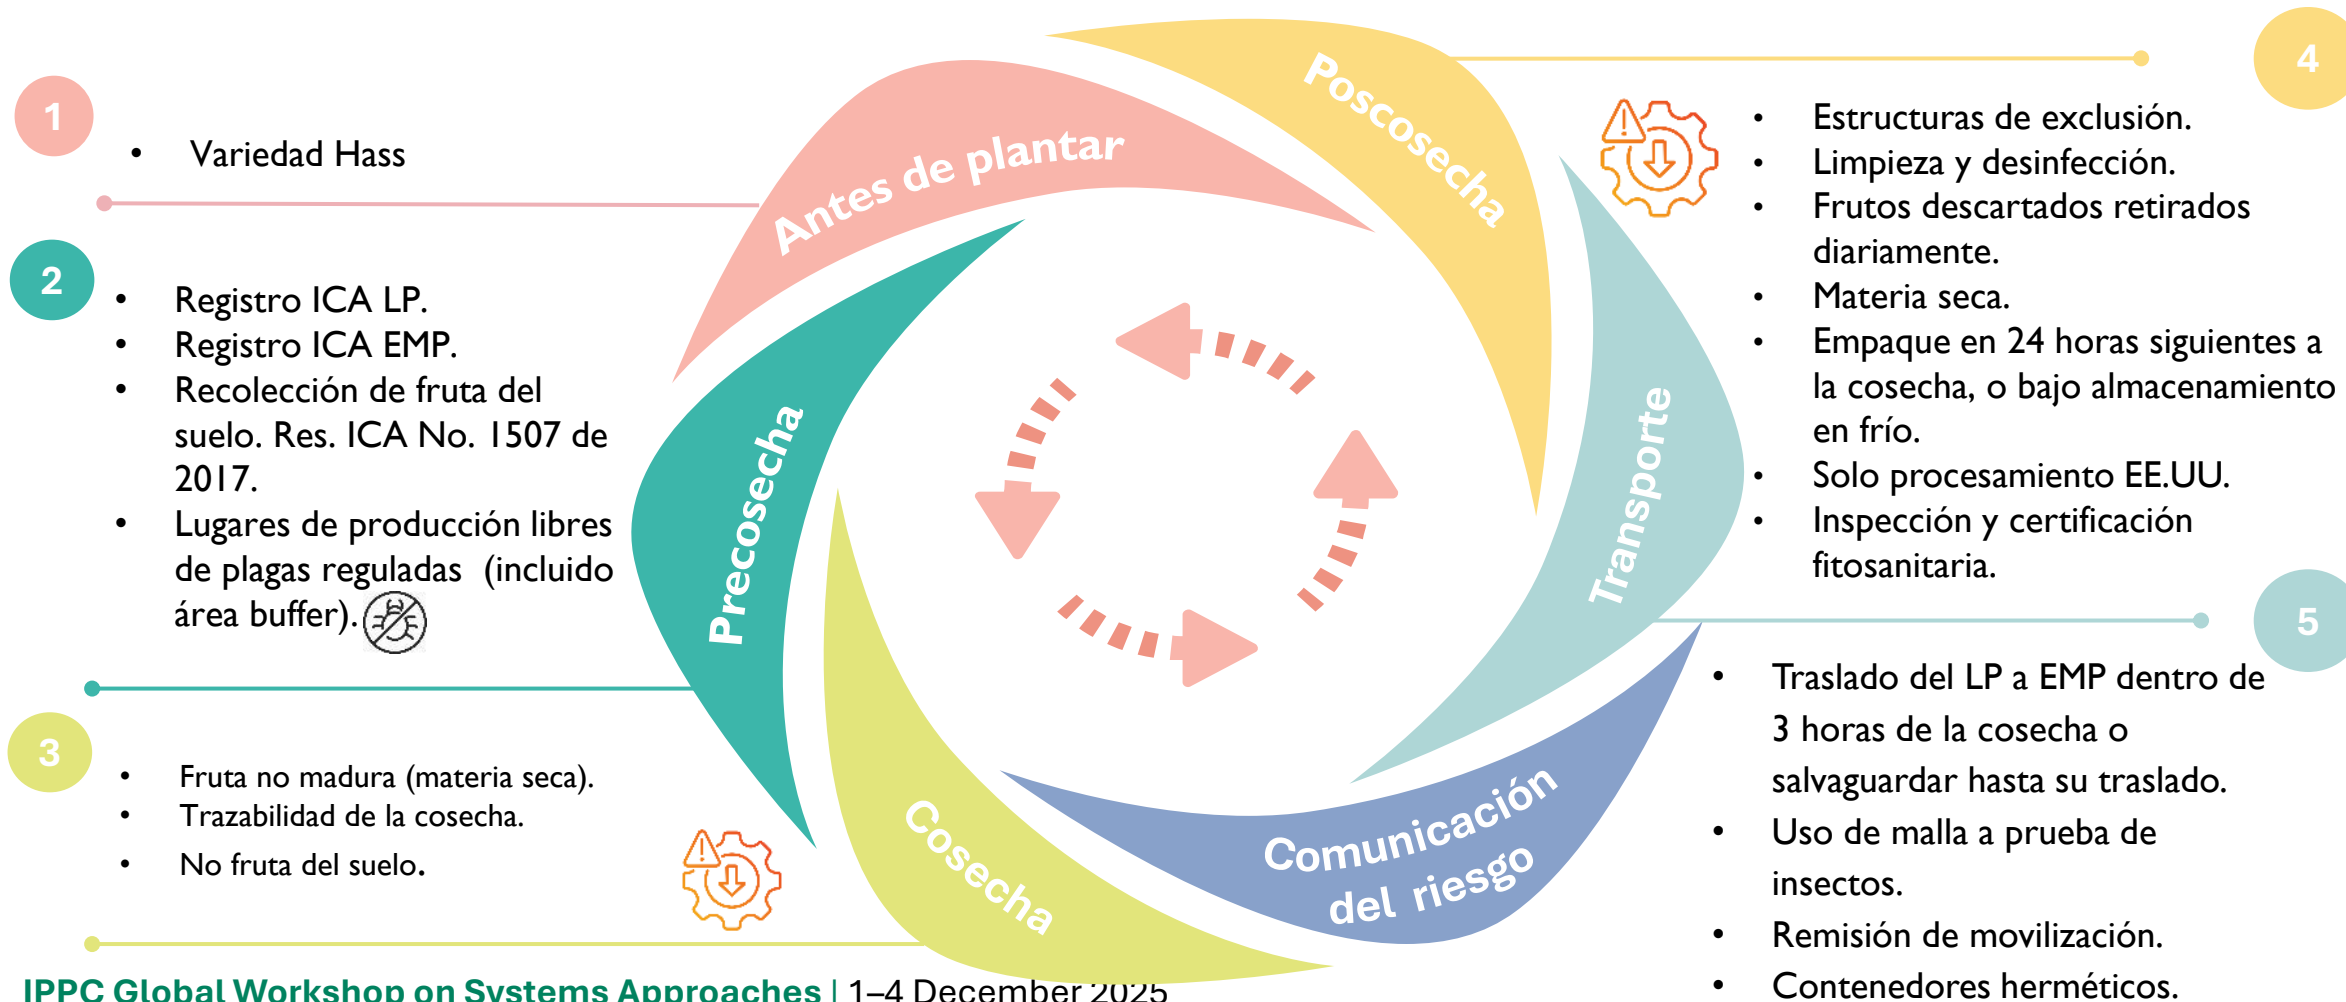 1
• Variedad Hass
2
• Registro ICA LP.
• Registro ICA EMP.
• Recolección de fruta del
suelo. Res. ICA No. 1507 de
2017.
• Lugares de producción libres
de plagas reguladas (incluido
área buffer).
3
• Fruta no madura (materia seca).
• Trazabilidad de la cosecha.
• No fruta del suelo.
Antes de plantar
Precosecha
Cosecha
Comunicación
del riesgo
Transporte
Poscosecha
4
• Estructuras de exclusión.
• Limpieza y desinfección.
• Frutos descartados retirados
diariamente.
• Materia seca.
• Empaque en 24 horas siguientes a
la cosecha, o bajo almacenamiento
en frío.
• Solo procesamiento EE.UU.
• Inspección y certificación
fitosanitaria.
5
• Traslado del LP a EMP dentro de
3 horas de la cosecha o
salvaguardar hasta su traslado.
• Uso de malla a prueba de
insectos.
• Remisión de movilización.
• Contenedores herméticos.
IPPC Global Workshop on Systems Approaches | 1–4 December 2025